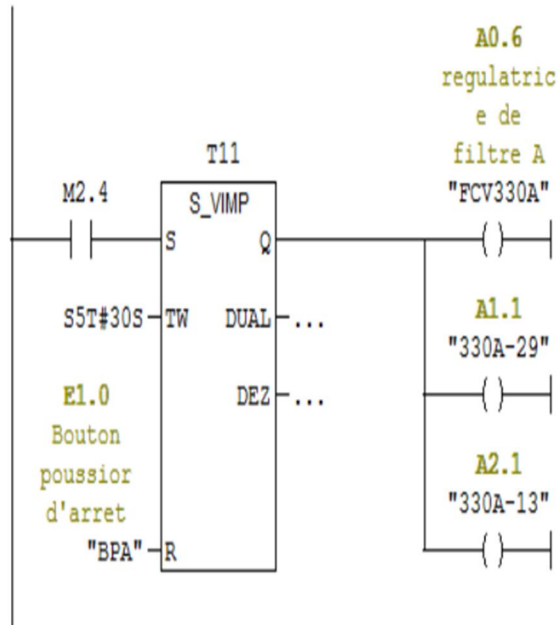 A0.6
regulatric
e de
filtre A
"FCV330A"
T11
S_VIMP
M2.4
S
Q
S5T#30S
TW
DUAL
...
A1.1
"330A-29"
E1.0
Bouton
poussior
d'arret
"BPA"
DEZ
...
R
A2.1
"330A-13"